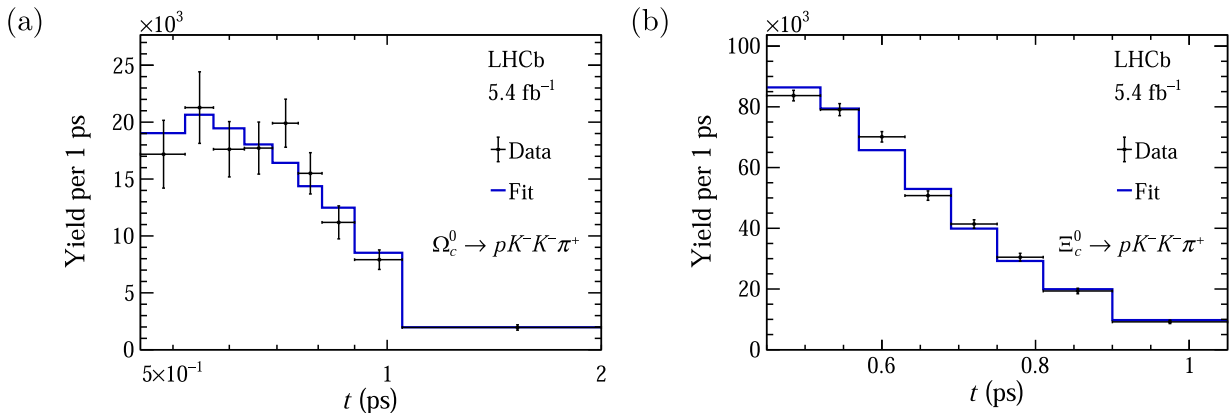 (a)
×10³
25
20
15
10
5
0
Yield per 1 ps
LHCb
5.4 fb⁻¹
Data
Fit
Ω⁰c → pK⁻K⁻π⁺
5×10⁻¹
1
2
t (ps)
(b)
×10³
100
80
60
40
20
0
Yield per 1 ps
LHCb
5.4 fb⁻¹
Data
Fit
Ξ⁰c → pK⁻K⁻π⁺
0.6
0.8
1
t (ps)